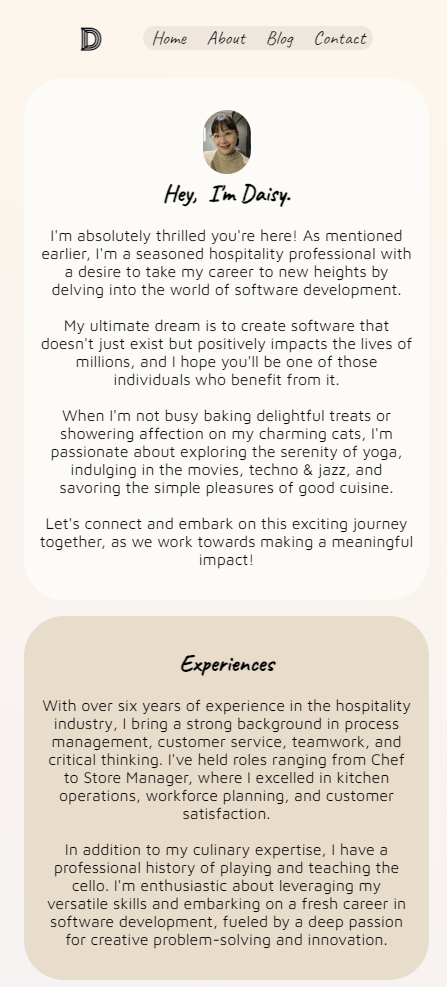 D
Home About Blog Contact
Hey, I'm Daisy.
I'm absolutely thrilled you're here! As mentioned
earlier, I'm a seasoned hospitality professional with
a desire to take my career to new heights by
delving into the world of software development.
My ultimate dream is to create software that
doesn't just exist but positively impacts the lives of
millions, and I hope you'll be one of those
individuals who benefit from it.
When I'm not busy baking delightful treats or
showering affection on my charming cats, I'm
passionate about exploring the serenity of yoga,
indulging in the movies, techno & jazz, and
savoring the simple pleasures of good cuisine.
Let's connect and embark on this exciting journey
together, as we work towards making a meaningful
impact!
Experiences
With over six years of experience in the hospitality
industry, I bring a strong background in process
management, customer service, teamwork, and
critical thinking. I've held roles ranging from Chef
to Store Manager, where I excelled in kitchen
operations, workforce planning, and customer
satisfaction.
In addition to my culinary expertise, I have a
professional history of playing and teaching the
cello. I'm enthusiastic about leveraging my
versatile skills and embarking on a fresh career in
software development, fueled by a deep passion
for creative problem-solving and innovation.